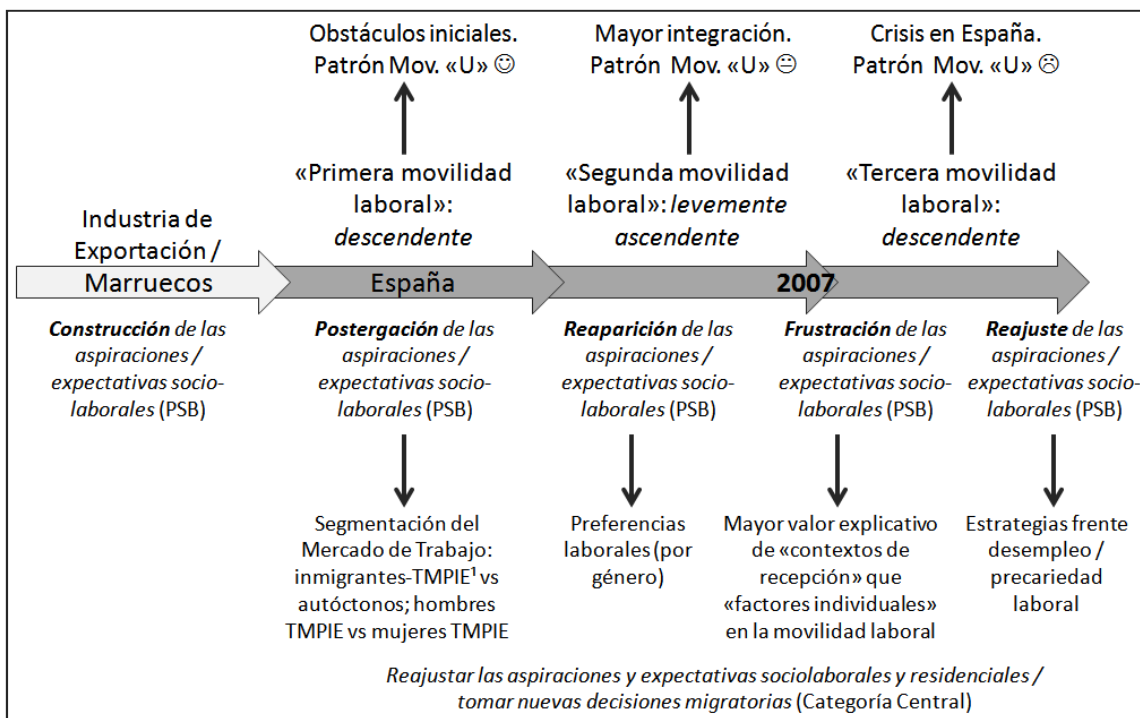 Obstáculos iniciales.
Patrón Mov. «U» ☺
Mayor integración.
Patrón Mov. «U» 😐
Crisis en España.
Patrón Mov. «U» ☹
«Primera movilidad
laboral»:
descendente
«Segunda movilidad
laboral»: levemente
ascendente
«Tercera movilidad
laboral»:
descendente
Industria de
Exportación /
Marruecos
España
2007
Construcción de las
aspiraciones /
expectativas socio-
laborales (PSB)
Postergación de las
aspiraciones /
expectativas socio-
laborales (PSB)
Reaparición de las
aspiraciones /
expectativas socio-
laborales (PSB)
Frustración de las
aspiraciones /
expectativas socio-
laborales (PSB)
Reajuste de las
aspiraciones /
expectativas socio-
laborales (PSB)
Segmentación del
Mercado de Trabajo:
inmigrantes-TMPIE¹ vs
autóctonos; hombres
TMPIE vs mujeres TMPIE
Preferencias
laborales (por
género)
Mayor valor explicativo
de «contextos de
recepción» que
«factores individuales»
en la movilidad laboral
Estrategias frente
desempleo /
precariedad
laboral
Reajustar las aspiraciones y expectativas sociolaborales y residenciales /
tomar nuevas decisiones migratorias (Categoría Central)